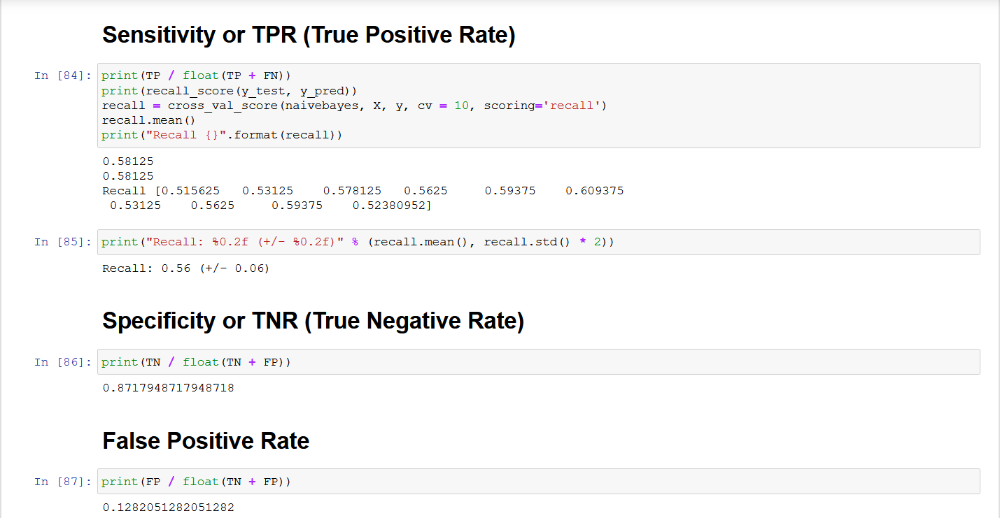 Sensitivity or TPR (True Positive Rate)
In [84]: print(TP / float(TP + FN))
print(recall_score(y_test, y_pred))
recall = cross_val_score(naivebayes, X, y, cv = 10, scoring='recall')
recall.mean()
print("Recall {}".format(recall))
0.58125
0.58125
Recall [0.515625   0.53125    0.578125   0.5625     0.59375    0.609375
 0.53125    0.5625     0.59375    0.52380952]
In [85]: print("Recall: %0.2f (+/- %0.2f)" % (recall.mean(), recall.std() * 2))
Recall: 0.56 (+/- 0.06)
Specificity or TNR (True Negative Rate)
In [86]: print(TN / float(TN + FP))
0.8717948717948718
False Positive Rate
In [87]: print(FP / float(TN + FP))
0.1282051282051282